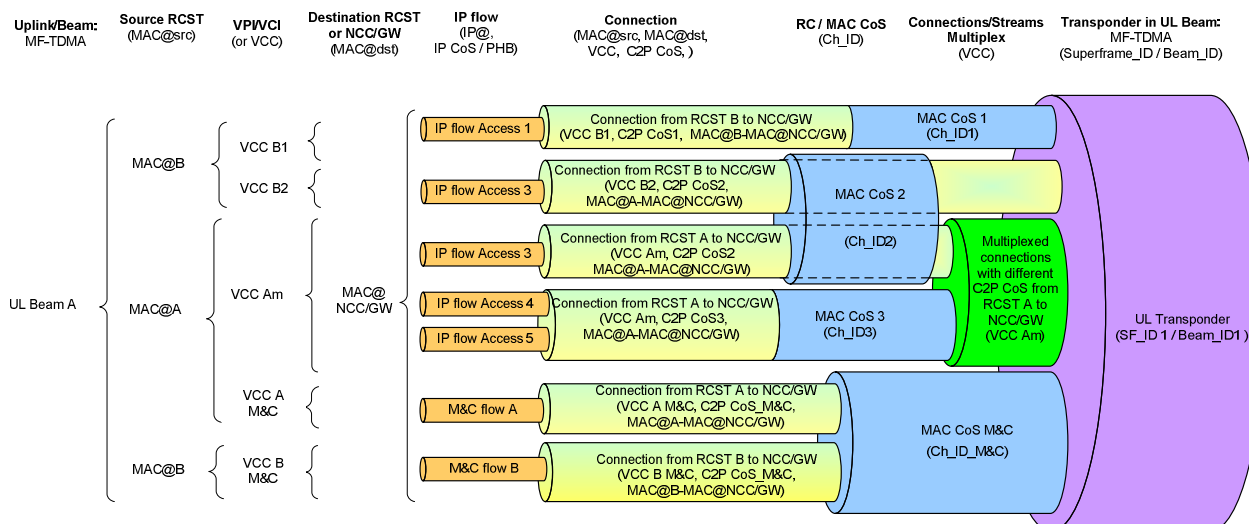 Uplink/Beam:
MF-TDMA
Source RCST
(MAC@src)
VPI/VCI
(or VCC)
Destination RCST
or NCC/GW
(MAC@dst)
IP flow
(IP@,
IP CoS / PHB)
Connection
(MAC@src, MAC@dst,
VCC, C2P CoS, )
RC / MAC CoS
(Ch_ID)
Connections/Streams
Multiplex
(VCC)
Transponder in UL Beam:
MF-TDMA
(Superframe_ID / Beam_ID)
UL Beam A
MAC@B
MAC@A
MAC@B
VCC B1
VCC B2
VCC Am
VCC A
M&C
VCC B
M&C
MAC@
NCC/GW
IP flow Access 1
Connection from RCST B to NCC/GW
(VCC B1, C2P CoS1, MAC@B-MAC@NCC/GW)
MAC CoS 1
(Ch_ID1)
IP flow Access 3
Connection from RCST B to NCC/GW
(VCC B2, C2P CoS2,
MAC@A-MAC@NCC/GW)
MAC CoS 2
(Ch_ID2)
IP flow Access 3
Connection from RCST A to NCC/GW
(VCC Am, C2P CoS2
MAC@A-MAC@NCC/GW)
Multiplexed
connections
with different
C2P CoS from
RCST A to
NCC/GW
(VCC Am)
IP flow Access 4
IP flow Access 5
Connection from RCST A to NCC/GW
(VCC Am, C2P CoS3,
MAC@A-MAC@NCC/GW)
MAC CoS 3
(Ch_ID3)
UL Transponder
(SF_ID 1 / Beam_ID1 )
M&C flow A
Connection from RCST A to NCC/GW
(VCC A M&C, C2P CoS_M&C,
MAC@A-MAC@NCC/GW)
MAC CoS M&C
(Ch_ID_M&C)
M&C flow B
Connection from RCST B to NCC/GW
(VCC B M&C, C2P CoS_M&C,
MAC@B-MAC@NCC/GW)